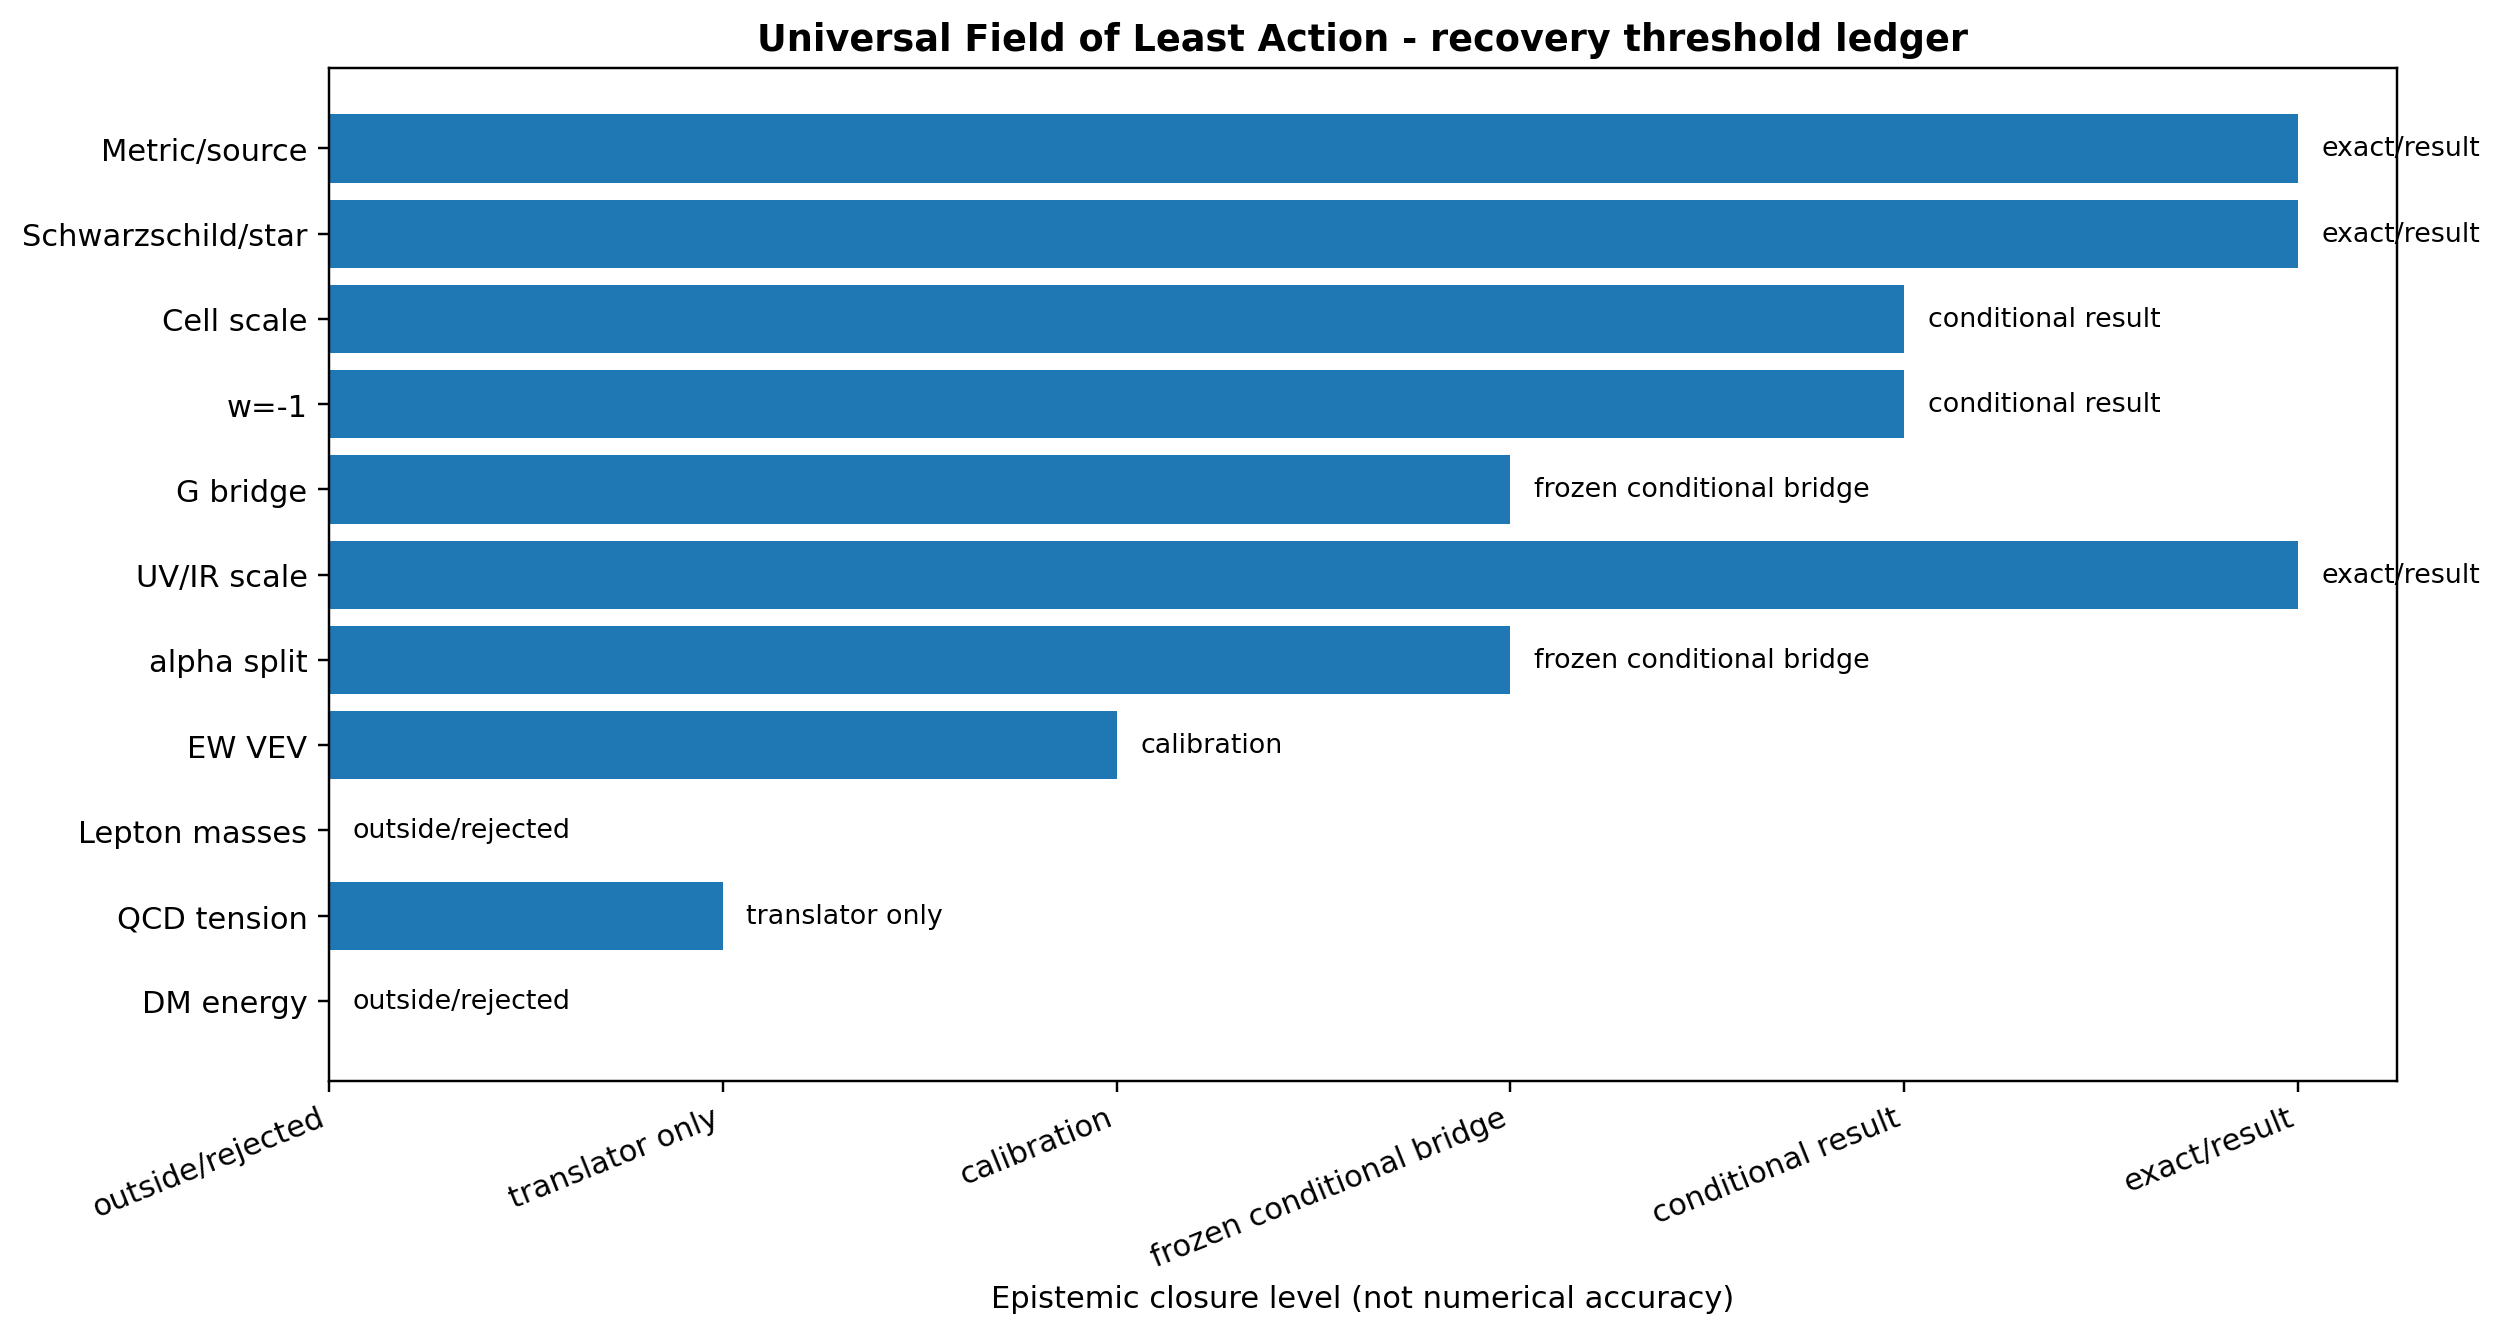 Universal Field of Least Action - recovery threshold ledger
Metric/source
exact/result
Schwarzschild/star
exact/result
Cell scale
conditional result
w=-1
conditional result
G bridge
frozen conditional bridge
UV/IR scale
exact/result
alpha split
frozen conditional bridge
EW VEV
calibration
Lepton masses
outside/rejected
QCD tension
translator only
DM energy
outside/rejected
outside/rejected
translator only
calibration
frozen conditional bridge
conditional result
exact/result
Epistemic closure level (not numerical accuracy)